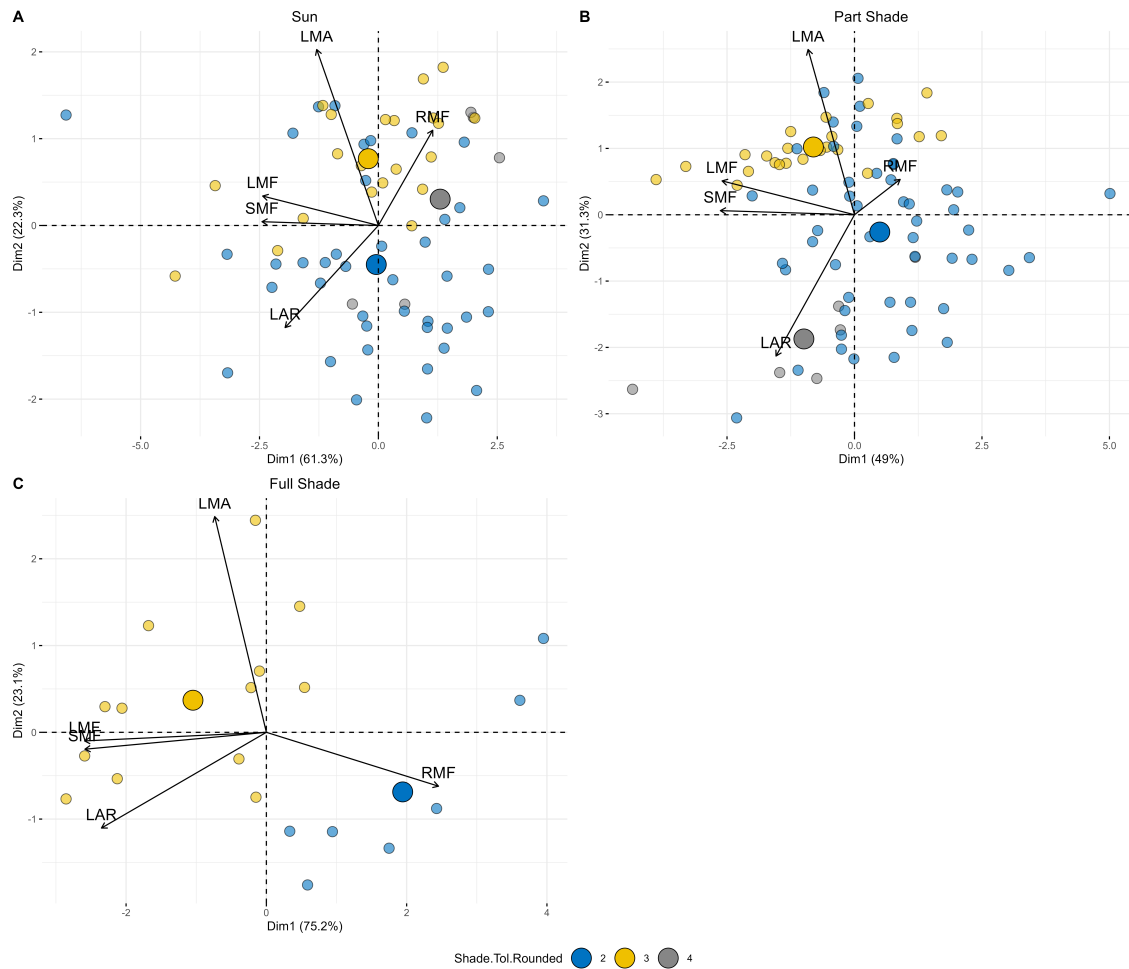 A
Sun
Dim2 (22.3%)
2
1
0
-1
-2
LMA
RMF
LMF
SMF
LAR
-5.0
-2.5
0.0
2.5
Dim1 (61.3%)
B
Part Shade
Dim2 (31.3%)
2
1
0
-1
-2
-3
LMA
LMF
RMF
SMF
LAR
-2.5
0.0
2.5
5.0
Dim1 (49%)
C
Full Shade
Dim2 (23.1%)
2
1
0
-1
LMA
LMF
SMF
RMF
LAR
-2
0
2
4
Dim1 (75.2%)
Shade.Tol.Rounded 2 3 4